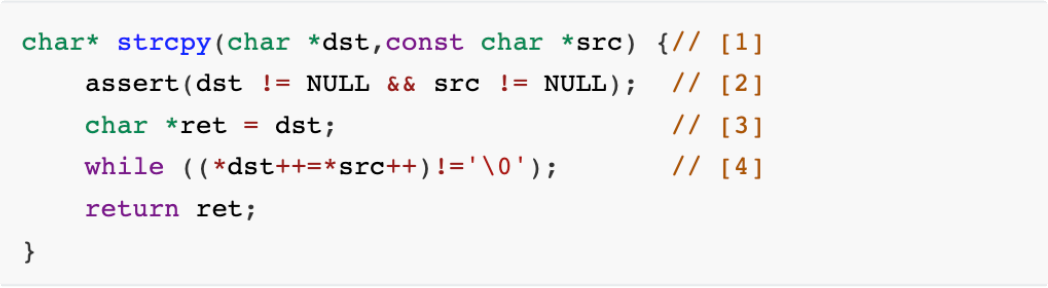 char* strcpy(char *dst,const char *src) {// [1]
    assert(dst != NULL && src != NULL);  // [2]
    char *ret = dst;                     // [3]
    while ((*dst++=*src++)!='\0');       // [4]
    return ret;
}